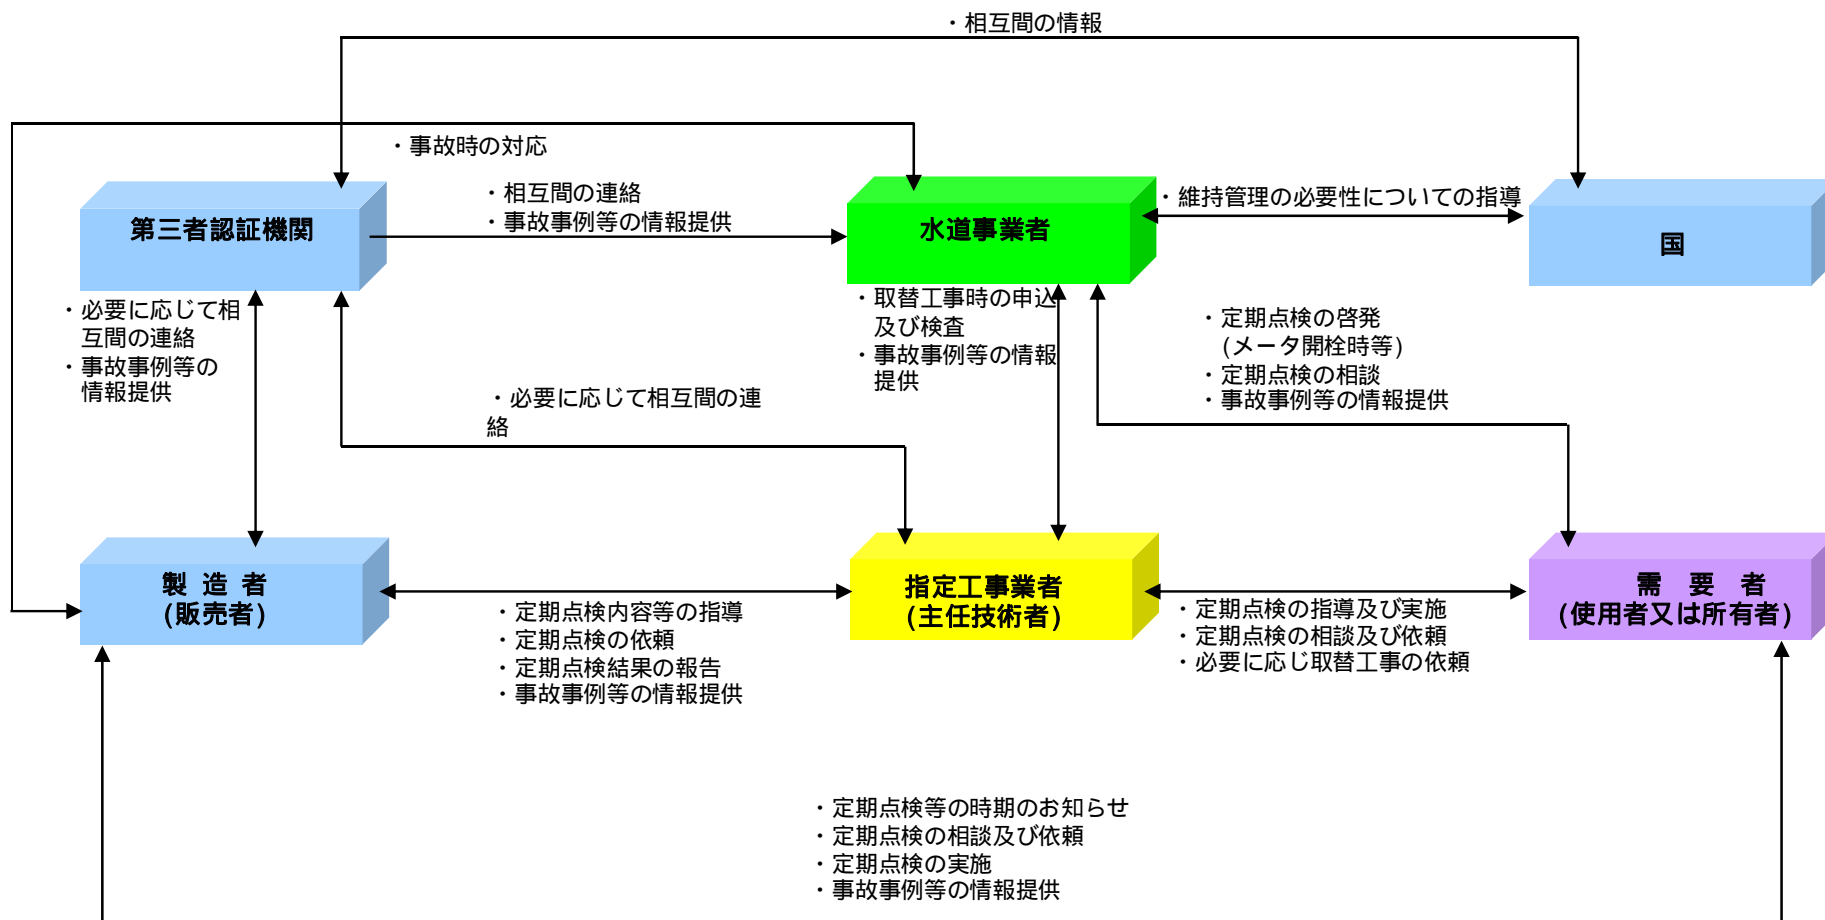 ・相互間の情報
・事故時の対応
・相互間の連絡
・事故事例等の情報提供
・維持管理の必要性についての指導
第三者認証機関
水道事業者
国
・必要に応じて相
互間の連絡
・事故事例等の
情報提供
・取替工事時の申込
及び検査
・事故事例等の情報
提供
・定期点検の啓発
(メータ開栓時等)
・定期点検の相談
・事故事例等の情報提供
・必要に応じて相互間の連
絡
製 造 者
(販売者)
指定工事業者
(主任技術者)
需 要 者
(使用者又は所有者)
・定期点検内容等の指導
・定期点検の依頼
・定期点検結果の報告
・事故事例等の情報提供
・定期点検の指導及び実施
・定期点検の相談及び依頼
・必要に応じ取替工事の依頼
・定期点検等の時期のお知らせ
・定期点検の相談及び依頼
・定期点検の実施
・事故事例等の情報提供